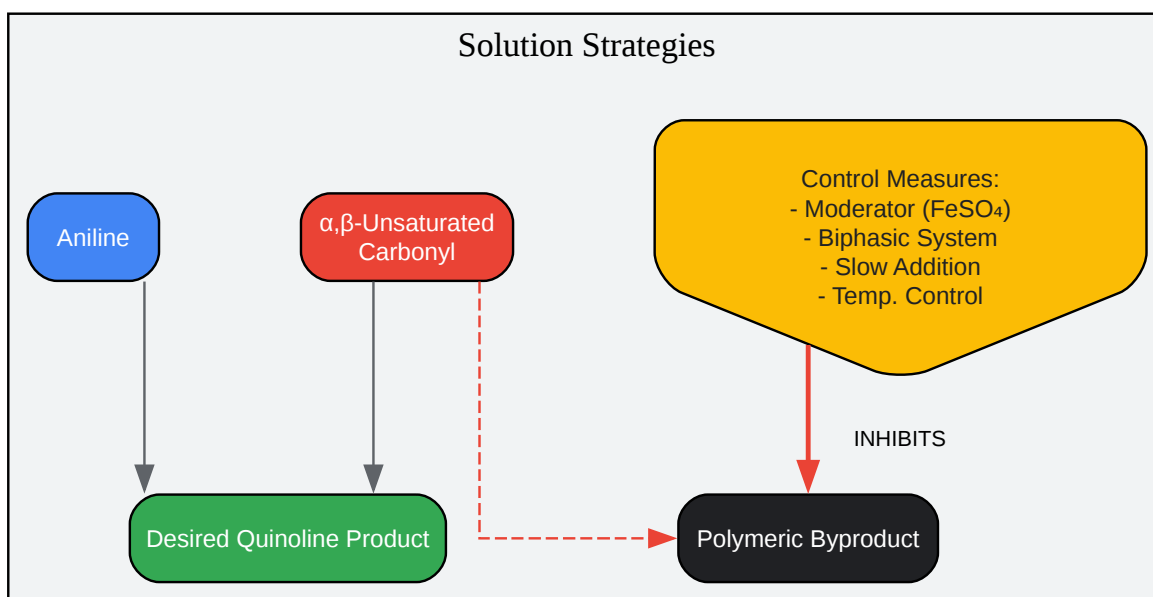 Solution Strategies
Aniline
α,β-Unsaturated
Carbonyl
Control Measures:
- Moderator (FeSO₄)
- Biphasic System
- Slow Addition
- Temp. Control
INHIBITS
Desired Quinoline Product
Polymeric Byproduct